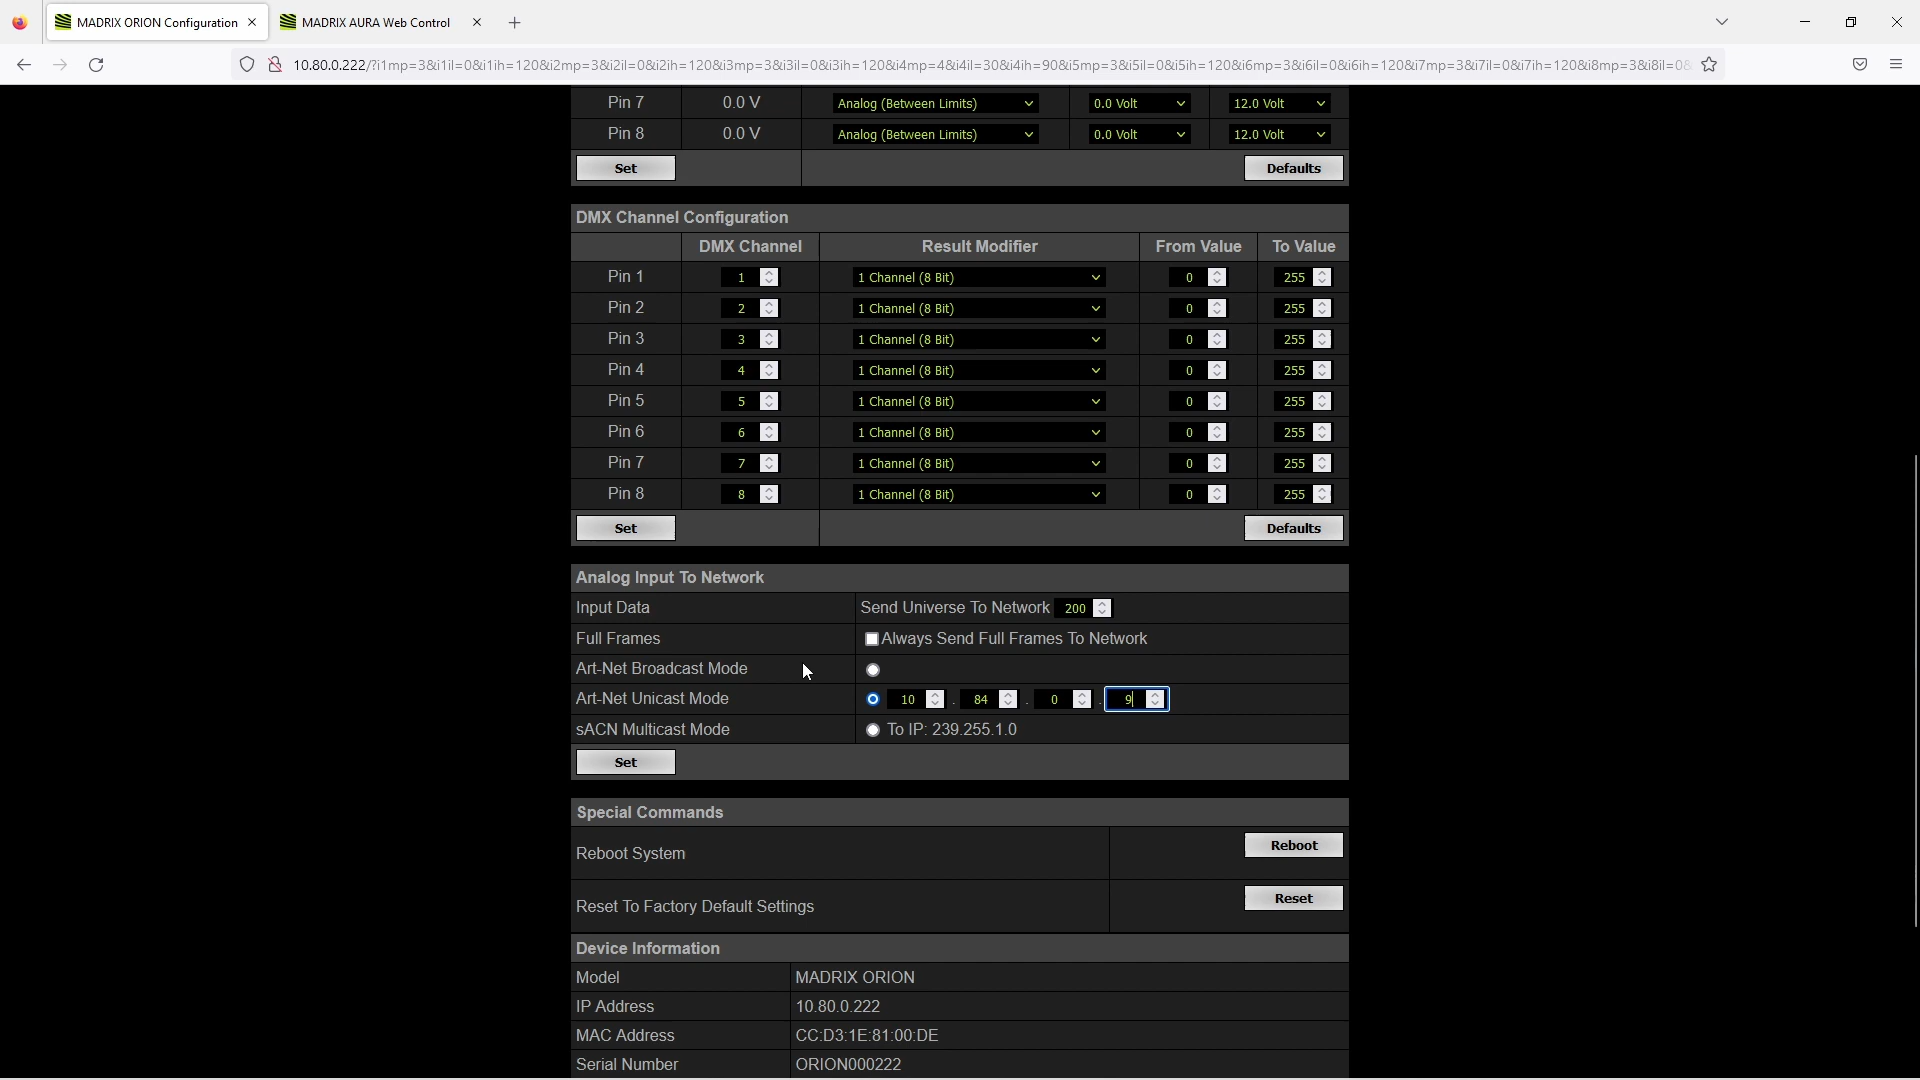 MADRIX ORION Configuration
MADRIX AURA Web Control
10.80.0.222/?i1mp=3&i1il=0&i1ih=120&i2mp=3&i2il=0&i2ih=120&i3mp=3&i3il=0&i3ih=120&i4mp=4&i4il=30&i4ih=90&i5mp=3&i5il=0&i5ih=120&i6mp=3&i6il=0&i6ih=120&i7mp=3&i7il=0&i7ih=120&i8mp=3&i8il=0&
Pin 7 0.0 V Analog (Between Limits) 0.0 Volt 12.0 Volt
Pin 8 0.0 V Analog (Between Limits) 0.0 Volt 12.0 Volt
Set Defaults
DMX Channel Configuration
DMX Channel Result Modifier From Value To Value
Pin 1 1 1 Channel (8 Bit) 0 255
Pin 2 2 1 Channel (8 Bit) 0 255
Pin 3 3 1 Channel (8 Bit) 0 255
Pin 4 4 1 Channel (8 Bit) 0 255
Pin 5 5 1 Channel (8 Bit) 0 255
Pin 6 6 1 Channel (8 Bit) 0 255
Pin 7 7 1 Channel (8 Bit) 0 255
Pin 8 8 1 Channel (8 Bit) 0 255
Set Defaults
Analog Input To Network
Input Data Send Universe To Network 200
Full Frames Always Send Full Frames To Network
Art-Net Broadcast Mode
Art-Net Unicast Mode 10 . 84 . 0 . 9
sACN Multicast Mode To IP: 239.255.1.0
Set
Special Commands
Reboot System Reboot
Reset To Factory Default Settings Reset
Device Information
Model MADRIX ORION
IP Address 10.80.0.222
MAC Address CC:D3:1E:81:00:DE
Serial Number ORION000222